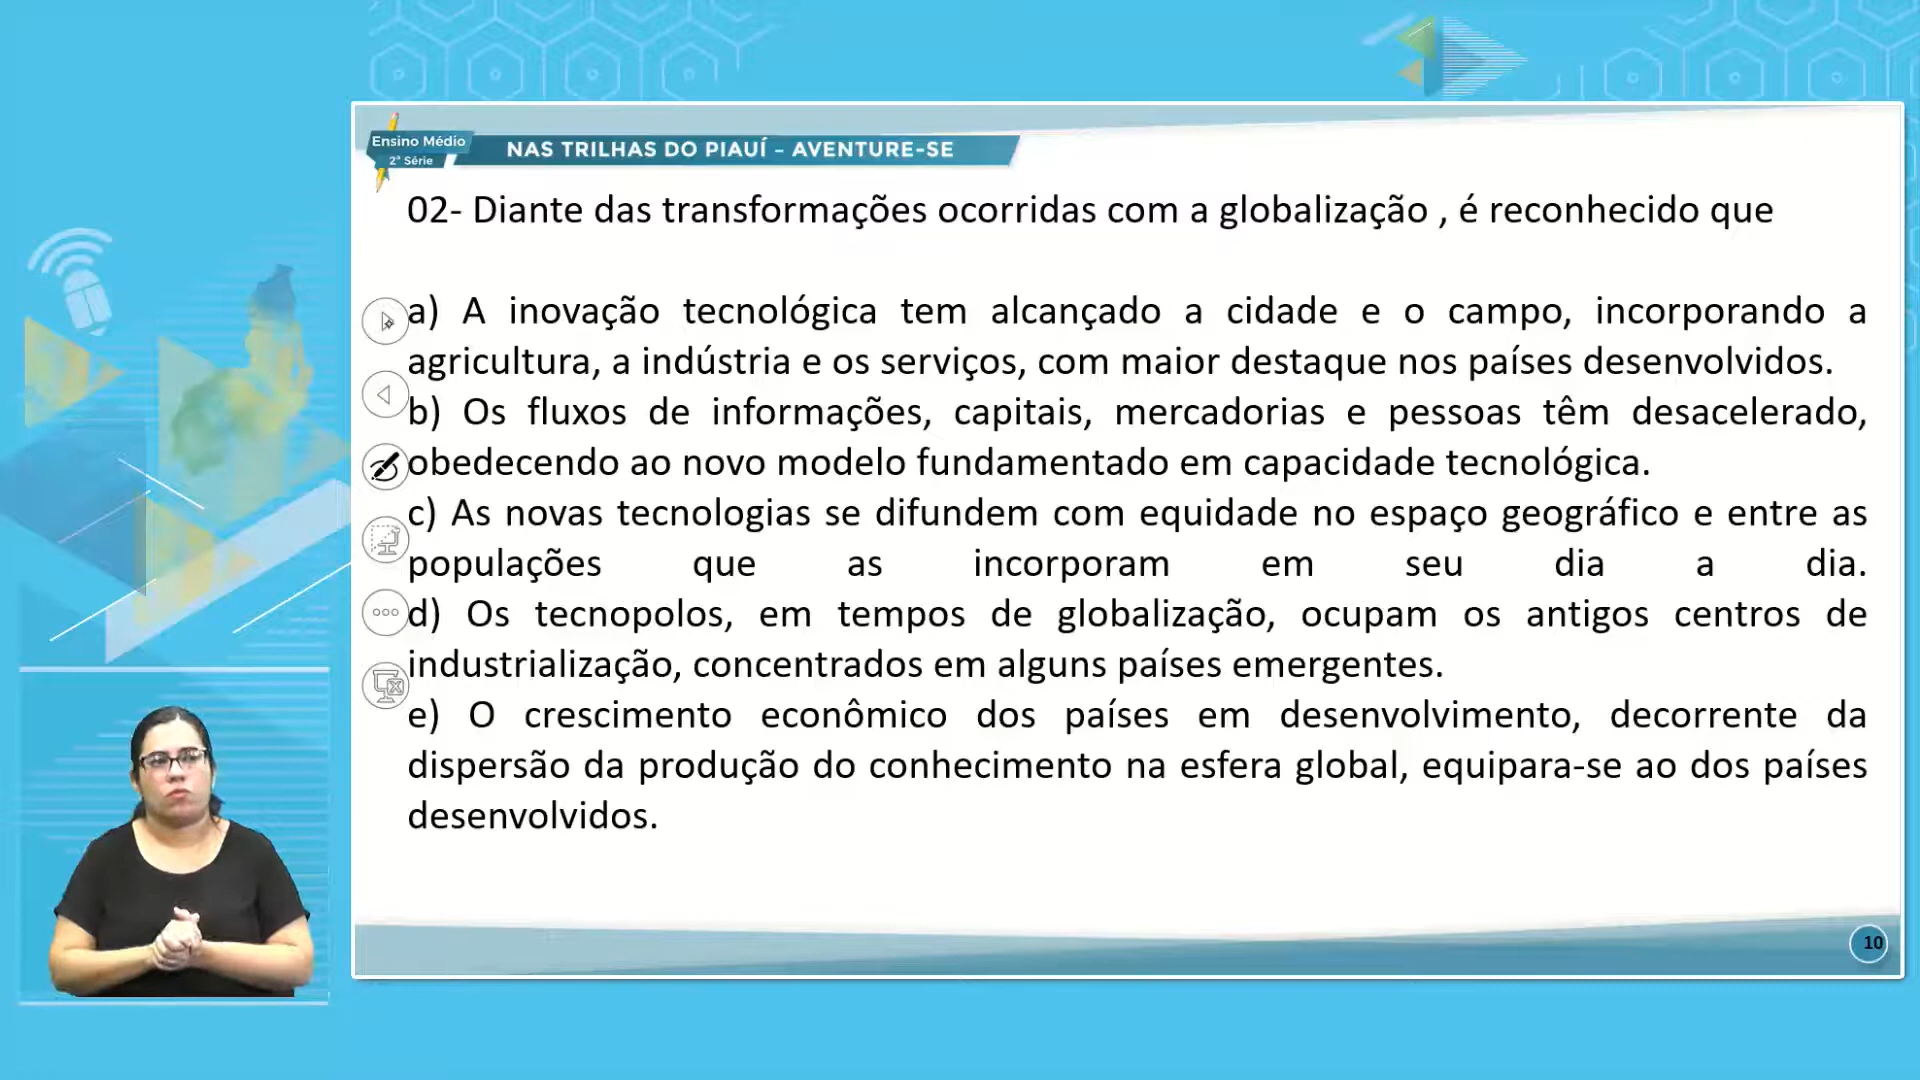 Ensino Médio
2ª Série
NAS TRILHAS DO PIAUÍ – AVENTURE-SE
02- Diante das transformações ocorridas com a globalização , é reconhecido que
a) A inovação tecnológica tem alcançado a cidade e o campo, incorporando a
agricultura, a indústria e os serviços, com maior destaque nos países desenvolvidos.
b) Os fluxos de informações, capitais, mercadorias e pessoas têm desacelerado,
obedecendo ao novo modelo fundamentado em capacidade tecnológica.
c) As novas tecnologias se difundem com equidade no espaço geográfico e entre as
populações que as incorporam em seu dia a dia.
d) Os tecnopolos, em tempos de globalização, ocupam os antigos centros de
industrialização, concentrados em alguns países emergentes.
e) O crescimento econômico dos países em desenvolvimento, decorrente da
dispersão da produção do conhecimento na esfera global, equipara-se ao dos países
desenvolvidos.
10